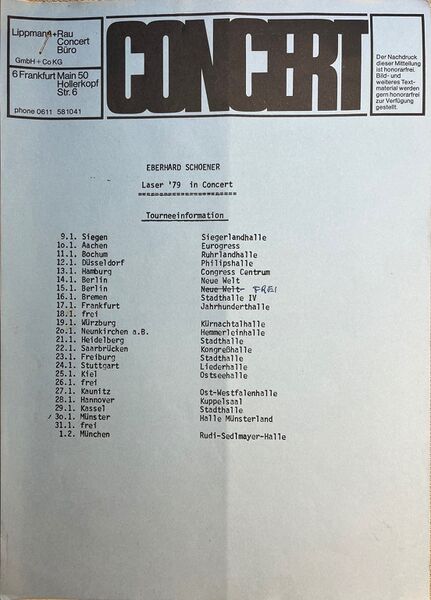 Lippmann+Rau
Concert
Büro
GmbH + Co KG
6 Frankfurt Main 50
Hollerkopf
Str. 6
phone 0611 581041
CONCERT
Der Nachdruck
dieser Mitteilung
ist honorarfrei.
Bild- und
weiteres Text-
material werden
gern honorarfrei
zur Verfügung
gestellt.
EBERHARD SCHOENER
Laser '79 in Concert
Tourneeinformation
9.1. Siegen Siegerlandhalle
1o.1. Aachen Eurogress
11.1. Bochum Ruhrlandhalle
12.1. Düsseldorf Philipshalle
13.1. Hamburg Congress Centrum
14.1. Berlin Neue Welt
15.1. Berlin Neue Welt FREI
16.1. Bremen Stadthalle IV
17.1. Frankfurt Jahrhunderthalle
18.1. frei
19.1. Würzburg Kürnachtalhalle
2o.1. Neunkirchen a.B. Hemmerleinhalle
21.1. Heidelberg Stadthalle
22.1. Saarbrücken Kongreßhalle
23.1. Freiburg Stadthalle
24.1. Stuttgart Liederhalle
25.1. Kiel Ostseehalle
26.1. frei
27.1. Kaunitz Ost-Westfalenhalle
28.1. Hannover Kuppelsaal
29.1. Kassel Stadthalle
3o.1. Münster Halle Münsterland
31.1. frei
1.2. München Rudi-Sedlmayer-Halle